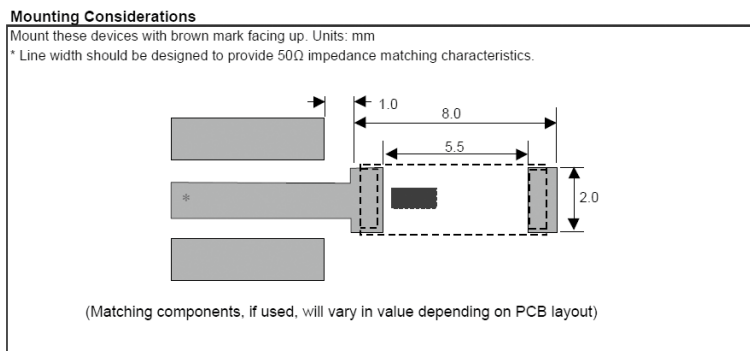 Mounting Considerations
Mount these devices with brown mark facing up. Units: mm
* Line width should be designed to provide 50Ω impedance matching characteristics.
1.0
8.0
5.5
*
2.0
(Matching components, if used, will vary in value depending on PCB layout)